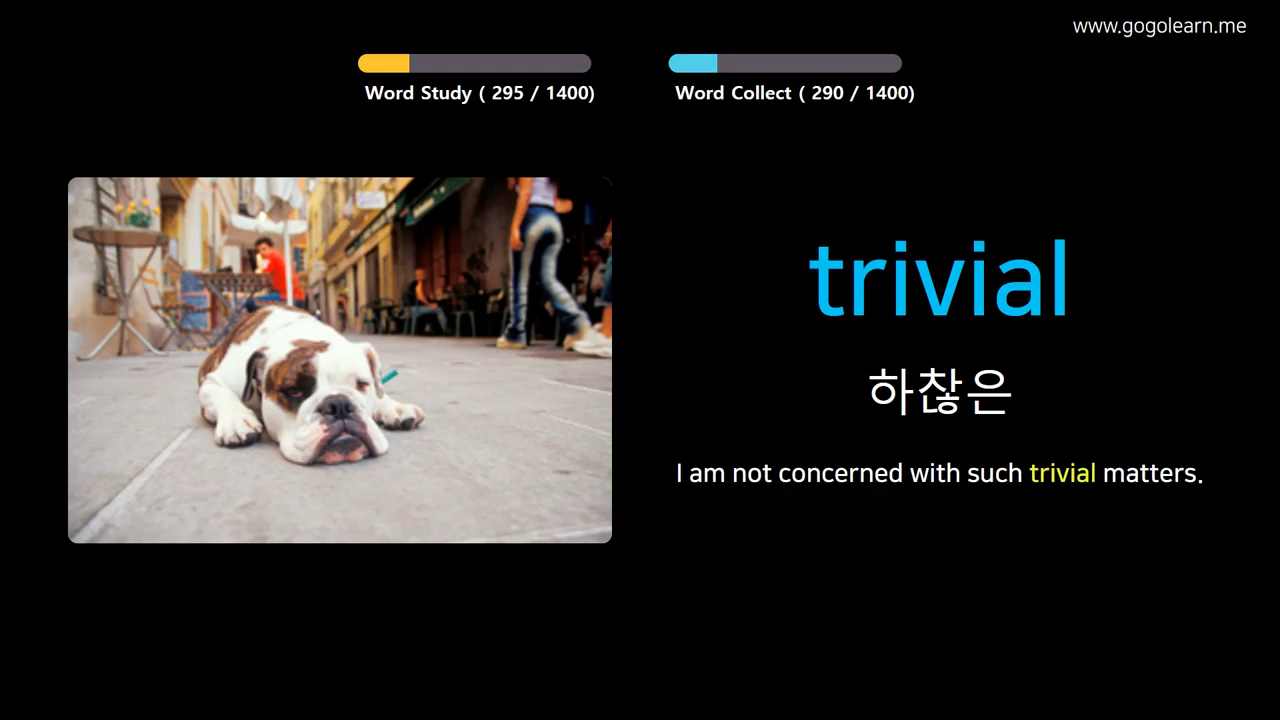 www.gogolearn.me
Word Study ( 295 / 1400)
Word Collect ( 290 / 1400)
trivial
하찮은
I am not concerned with such trivial matters.